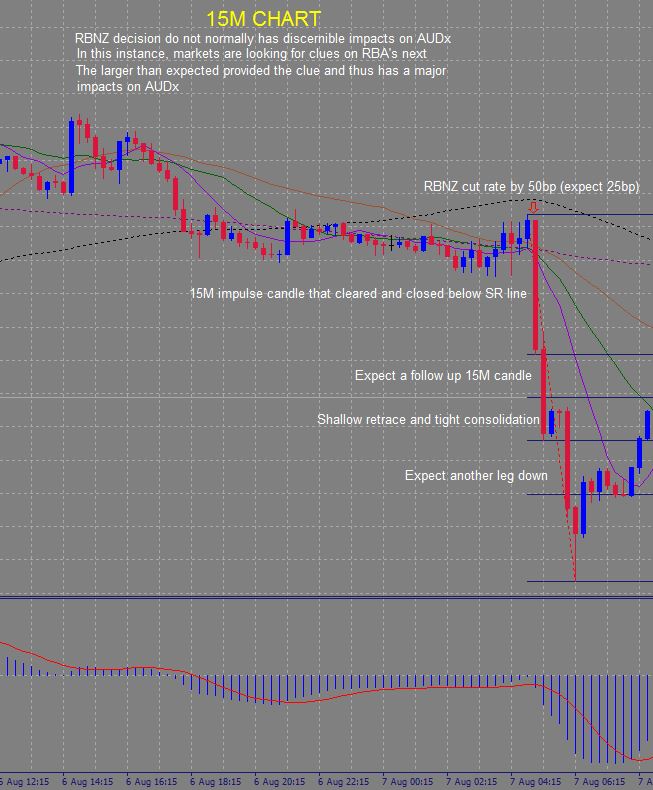 15M CHART
RBNZ decision do not normally has discernible impacts on AUDx
In this instance, markets are looking for clues on RBA's next
The larger than expected provided the clue and thus has a major
impacts on AUDx
RBNZ cut rate by 50bp (expect 25bp)
15M impulse candle that cleared and closed below SR line
Expect a follow up 15M candle
Shallow retrace and tight consolidation
Expect another leg down
6 Aug 12:15 6 Aug 14:15 6 Aug 16:15 6 Aug 18:15 6 Aug 20:15 6 Aug 22:15 7 Aug 00:15 7 Aug 02:15 7 Aug 04:15 7 Aug 06:15 7 A